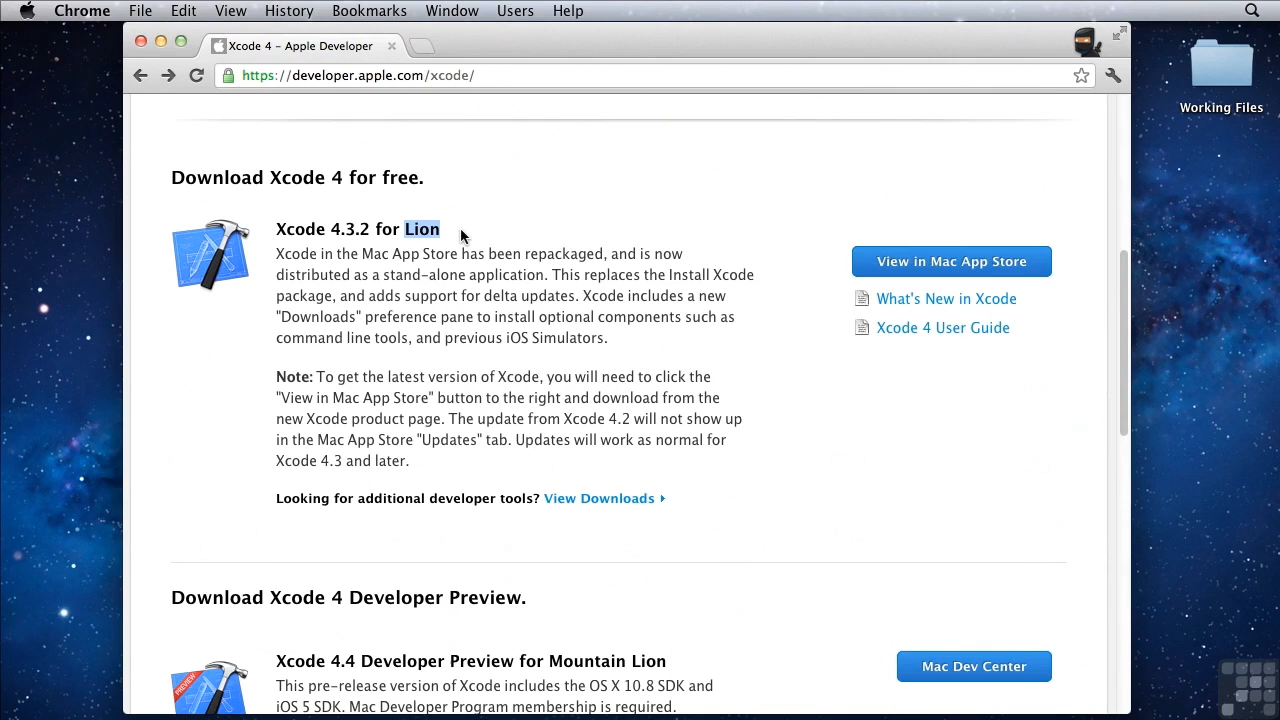 Chrome File Edit View History Bookmarks Window Users Help
Xcode 4 – Apple Developer
https://developer.apple.com/xcode/
Working Files
Download Xcode 4 for free.
Xcode 4.3.2 for Lion
Xcode in the Mac App Store has been repackaged, and is now
distributed as a stand-alone application. This replaces the Install Xcode
package, and adds support for delta updates. Xcode includes a new
"Downloads" preference pane to install optional components such as
command line tools, and previous iOS Simulators.
View in Mac App Store
What's New in Xcode
Xcode 4 User Guide
Note: To get the latest version of Xcode, you will need to click the
"View in Mac App Store" button to the right and download from the
new Xcode product page. The update from Xcode 4.2 will not show up
in the Mac App Store "Updates" tab. Updates will work as normal for
Xcode 4.3 and later.
Looking for additional developer tools? View Downloads
Download Xcode 4 Developer Preview.
Xcode 4.4 Developer Preview for Mountain Lion
This pre-release version of Xcode includes the OS X 10.8 SDK and
iOS 5 SDK. Mac Developer Program membership is required.
PREVIEW
Mac Dev Center